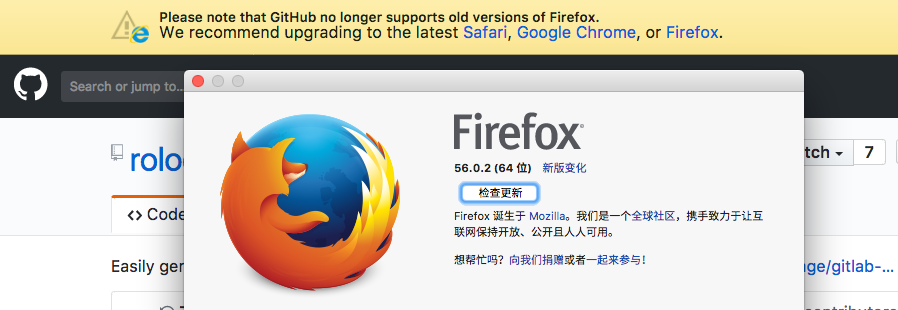 Please note that GitHub no longer supports old versions of Firefox.
We recommend upgrading to the latest Safari, Google Chrome, or Firefox.
Search or jump to...
Firefox
56.0.2 (64 位) 新版变化
检查更新
tch 7
Code
Firefox 诞生于 Mozilla。我们是一个全球社区，携手致力于让互
联网保持开放、公开且人人可用。
想帮忙吗？向我们捐赠或者一起来参与！
Easily ger
age/gitlab-...